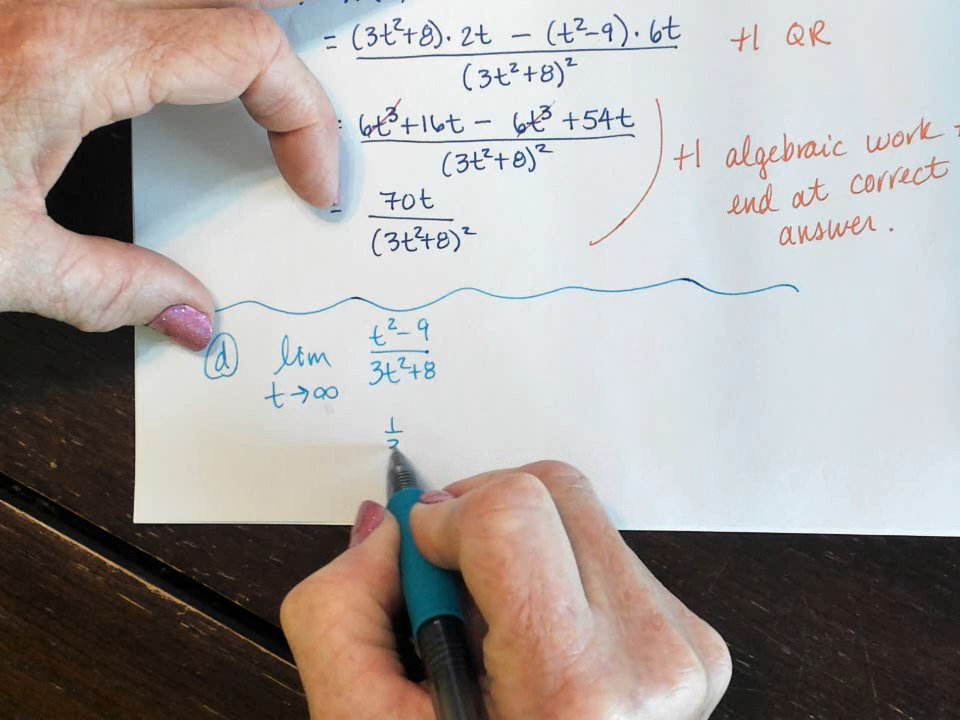 = (3t²+8)·2t − (t²−9)·6t / (3t²+8)² +1 QR
= 6t³+16t − 6t³+54t / (3t²+8)²
+1 algebraic work +
end at correct
answer.
= 70t / (3t²+8)²
ⓓ lim t→∞ t²−9 / 3t²+8
1